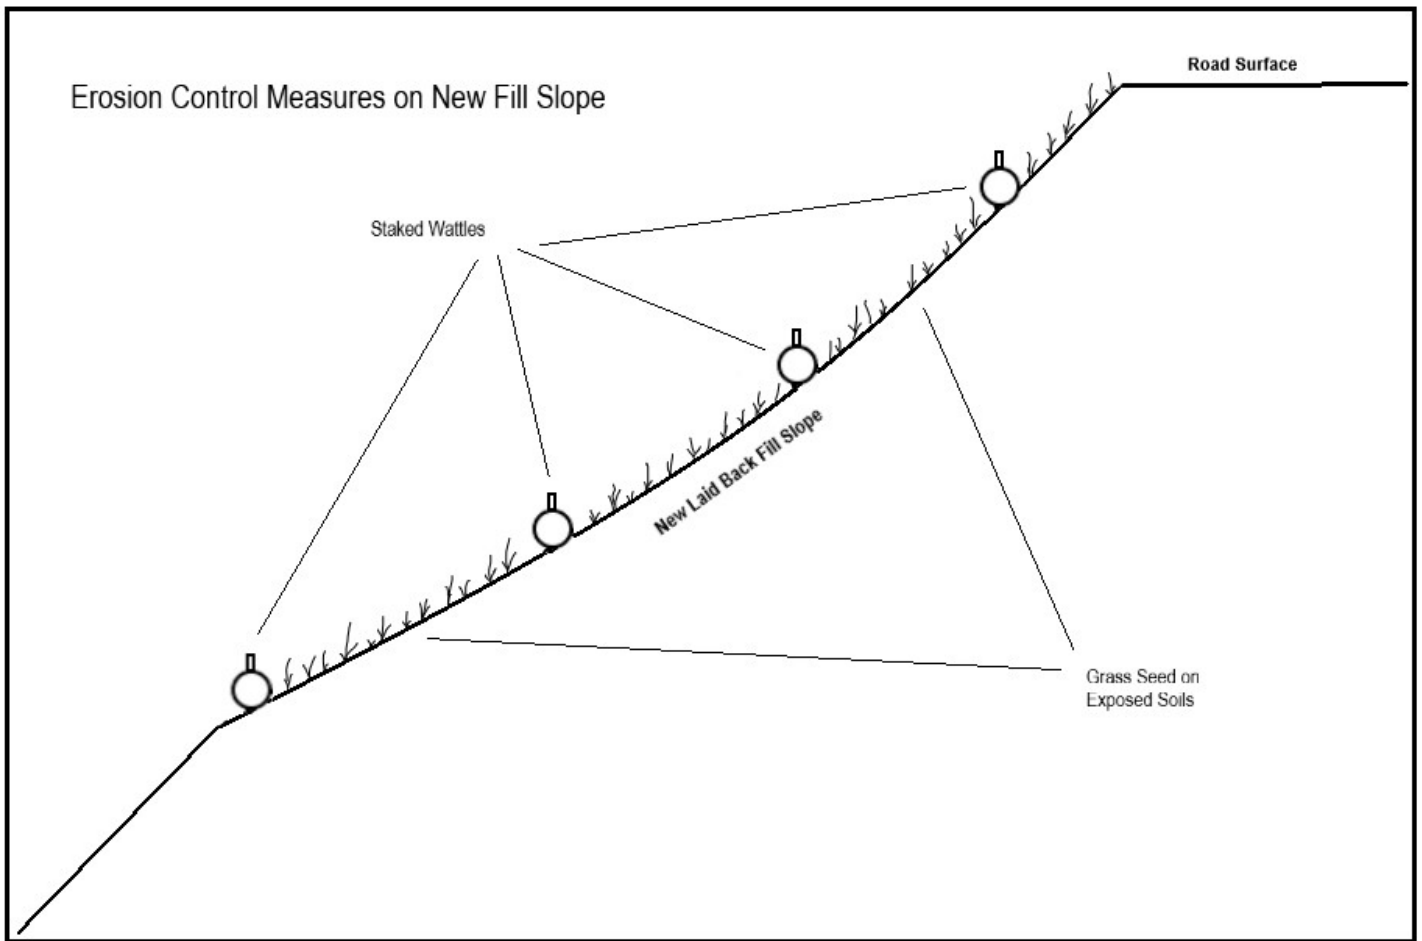 Road Surface
Erosion Control Measures on New Fill Slope
Staked Wattles
New Laid Back Fill Slope
Grass Seed on
Exposed Soils